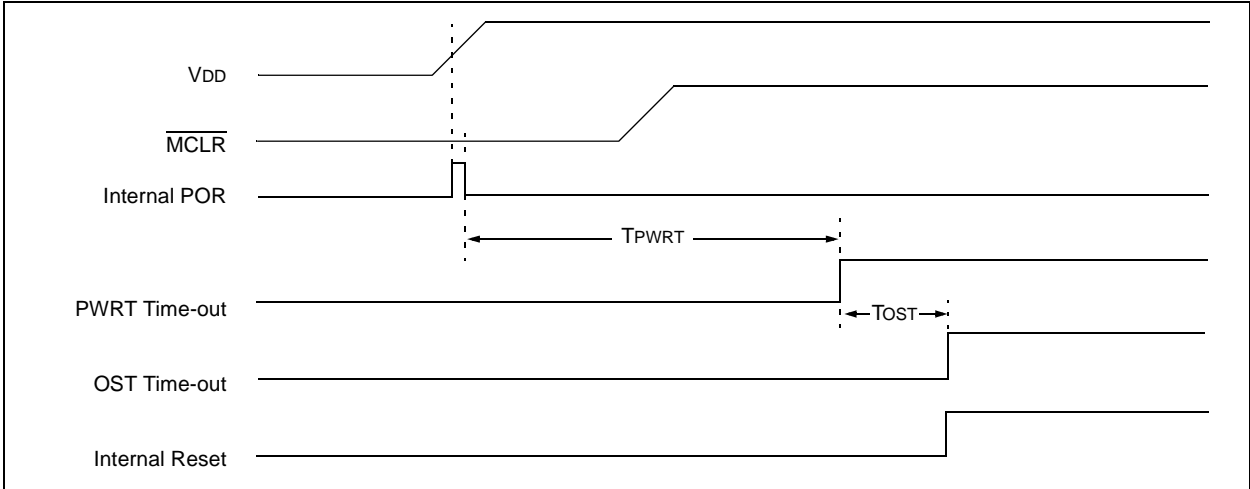 VDD
MCLR
Internal POR
TPWRT
PWRT Time-out
TOST
OST Time-out
Internal Reset